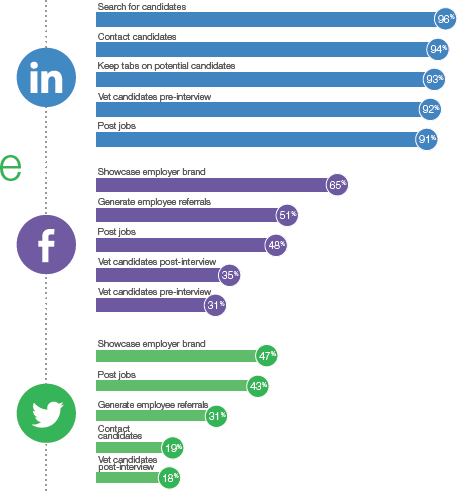 Search for candidates
96%
Contact candidates
94%
Keep tabs on potential candidates
93%
in
Vet candidates pre-interview
92%
Post jobs
91%
e
Showcase employer brand
65%
Generate employee referrals
51%
f
Post jobs
48%
Vet candidates post-interview
35%
Vet candidates pre-interview
31%
Showcase employer brand
47%
Post jobs
43%
Generate employee referrals
31%
Contact
candidates
19%
Vet candidates
post-interview
18%